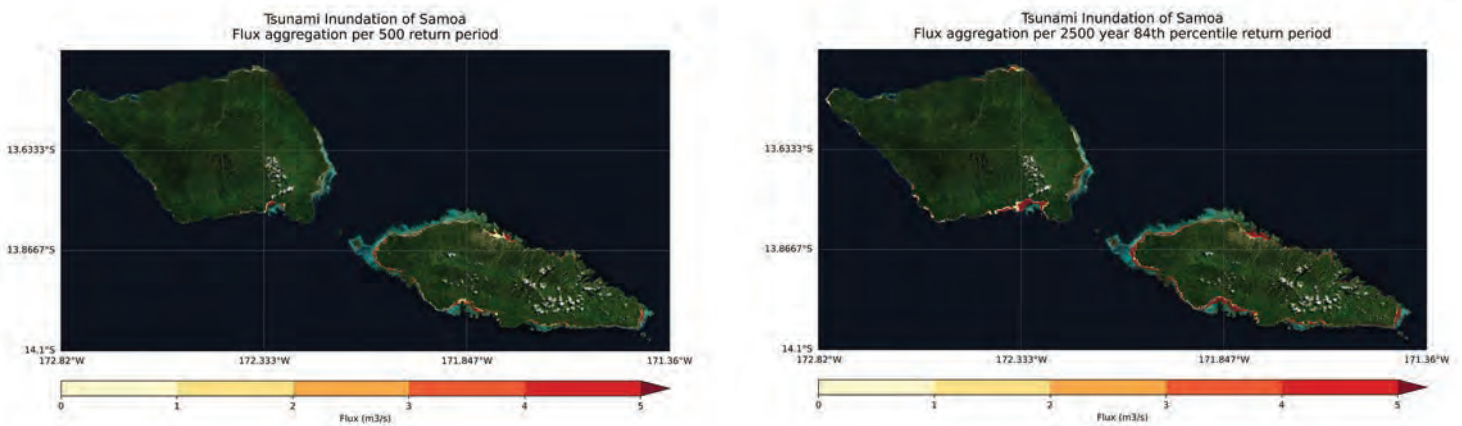 Tsunami Inundation of Samoa
Flux aggregation per 500 return period
13.6333°S
13.8667°S
14.1°S
172.82°W 172.333°W 171.847°W 171.36°W
0 1 2 3 4 5
Flux (m3/s)
Tsunami Inundation of Samoa
Flux aggregation per 2500 year 84th percentile return period
13.6333°S
13.8667°S
14.1°S
172.82°W 172.333°W 171.847°W 171.36°W
0 1 2 3 4 5
Flux (m3/s)